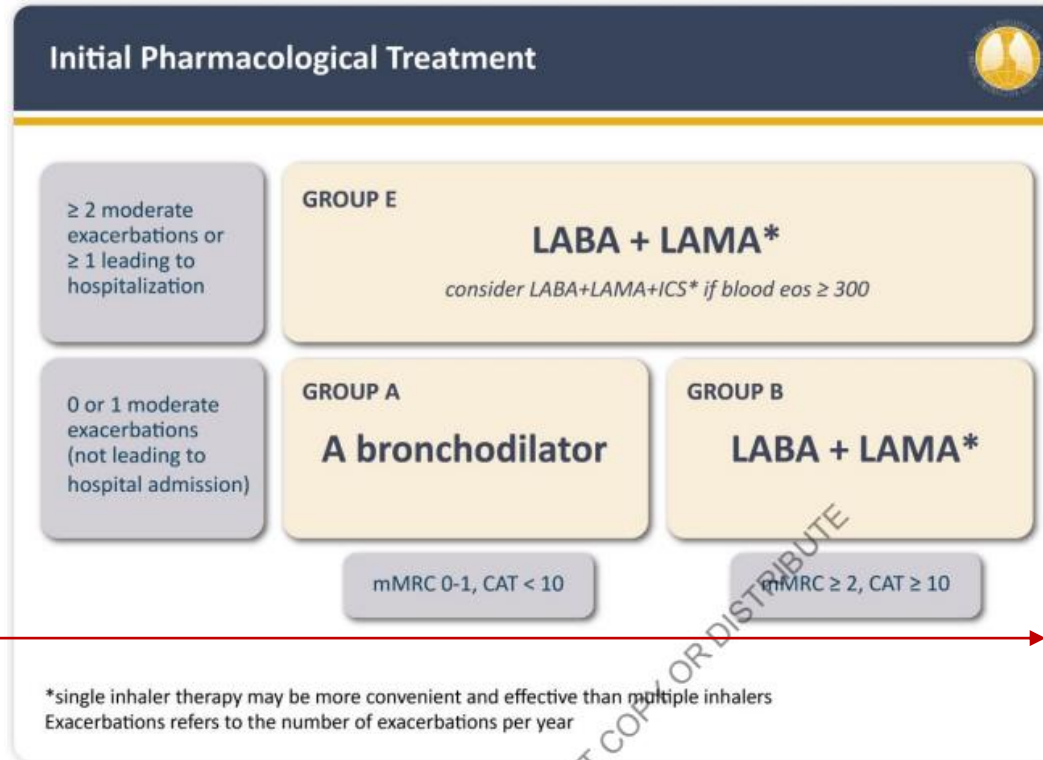 Initial Pharmacological Treatment
≥ 2 moderate
exacerbations or
≥ 1 leading to
hospitalization
GROUP E
LABA + LAMA*
consider LABA+LAMA+ICS* if blood eos ≥ 300
0 or 1 moderate
exacerbations
(not leading to
hospital admission)
GROUP A
A bronchodilator
GROUP B
LABA + LAMA*
mMRC 0-1, CAT < 10
mMRC ≥ 2, CAT ≥ 10
*single inhaler therapy may be more convenient and effective than multiple inhalers
Exacerbations refers to the number of exacerbations per year
COPY OR DISTRIBUTE